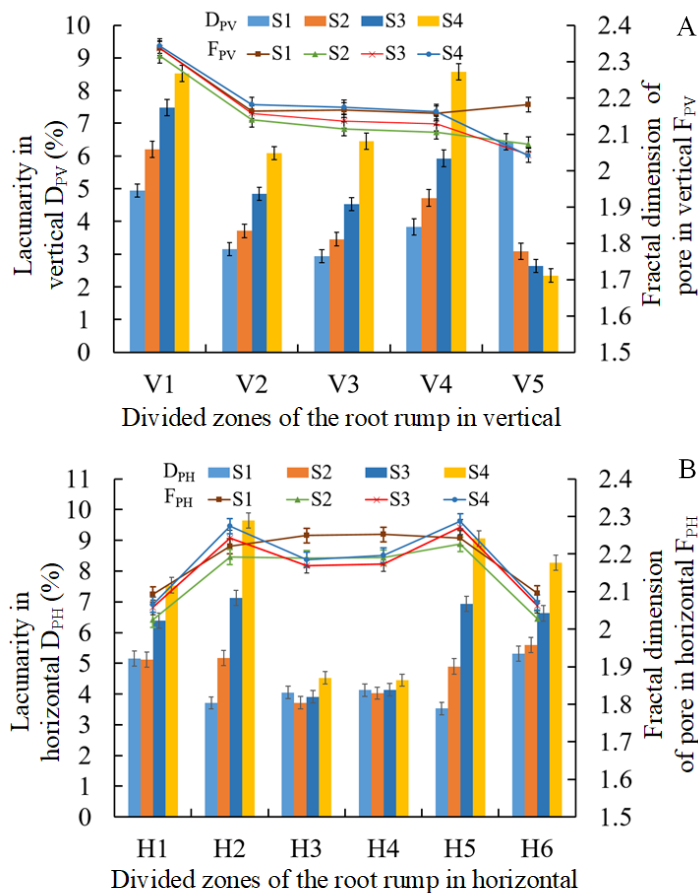 A
D_PV S1 S2 S3 S4
F_PV S1 S2 S3 S4
Lacunarity in
vertical D_PV (%)
10
9
8
7
6
5
4
3
2
1
0
2.4
2.3
2.2
2.1
2
1.9
1.8
1.7
1.6
1.5
Fractal dimension of
pore in vertical F_PV
V1 V2 V3 V4 V5
Divided zones of the root rump in vertical
B
D_PH S1 S2 S3 S4
F_PH S1 S2 S3 S4
Lacunarity in
horizontal D_PH (%)
11
10
9
8
7
6
5
4
3
2
1
0
2.4
2.3
2.2
2.1
2
1.9
1.8
1.7
1.6
1.5
Fractal dimension
of pore in horizontal F_PH
H1 H2 H3 H4 H5 H6
Divided zones of the root rump in horizontal